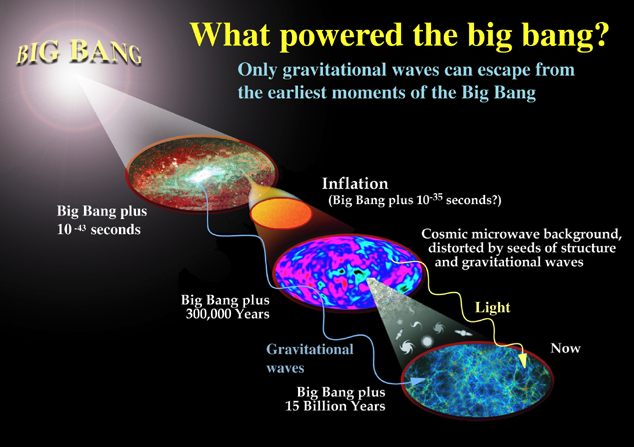 BIG BANG
What powered the big bang?
Only gravitational waves can escape from
the earliest moments of the Big Bang
Inflation
(Big Bang plus 10-35 seconds?)
Big Bang plus
10 -43 seconds
Cosmic microwave background,
distorted by seeds of structure
and gravitational waves
Big Bang plus
300,000 Years
Light
Gravitational
waves
Now
Big Bang plus
15 Billion Years